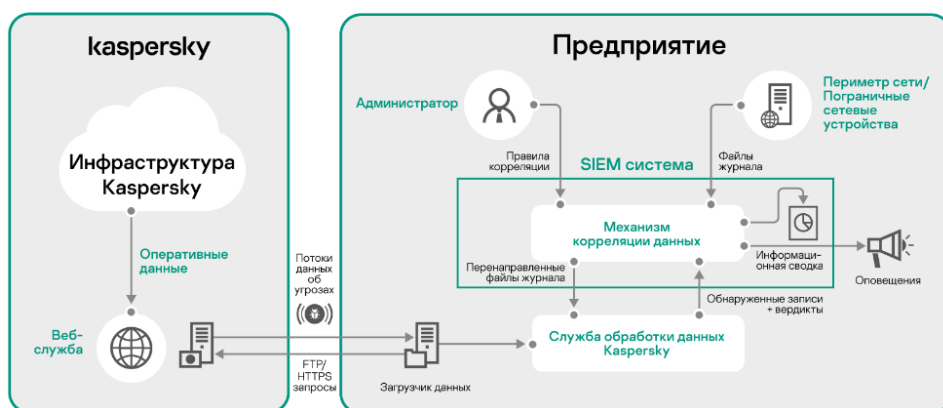 kaspersky
Предприятие
Администратор
Периметр сети/
Пограничные
сетевые
устройства
Инфраструктура
Kaspersky
Правила
корреляции
SIEM система
Файлы
журнала
Механизм
корреляции данных
Оперативные
данные
Потоки
данных
об
угрозах
Перенаправленные
файлы журнала
Информаци-
онная сводка
Оповещения
Обнаруженные записи
+ вердикты
Веб-
служба
Служба обработки данных
Kaspersky
FTP/
HTTPS
запросы
Загрузчик данных